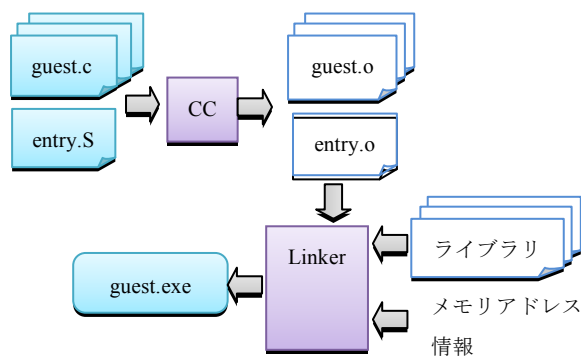 guest.c
guest.o
CC
entry.S
entry.o
ライブラリ
Linker
guest.exe
メモリアドレス
情報